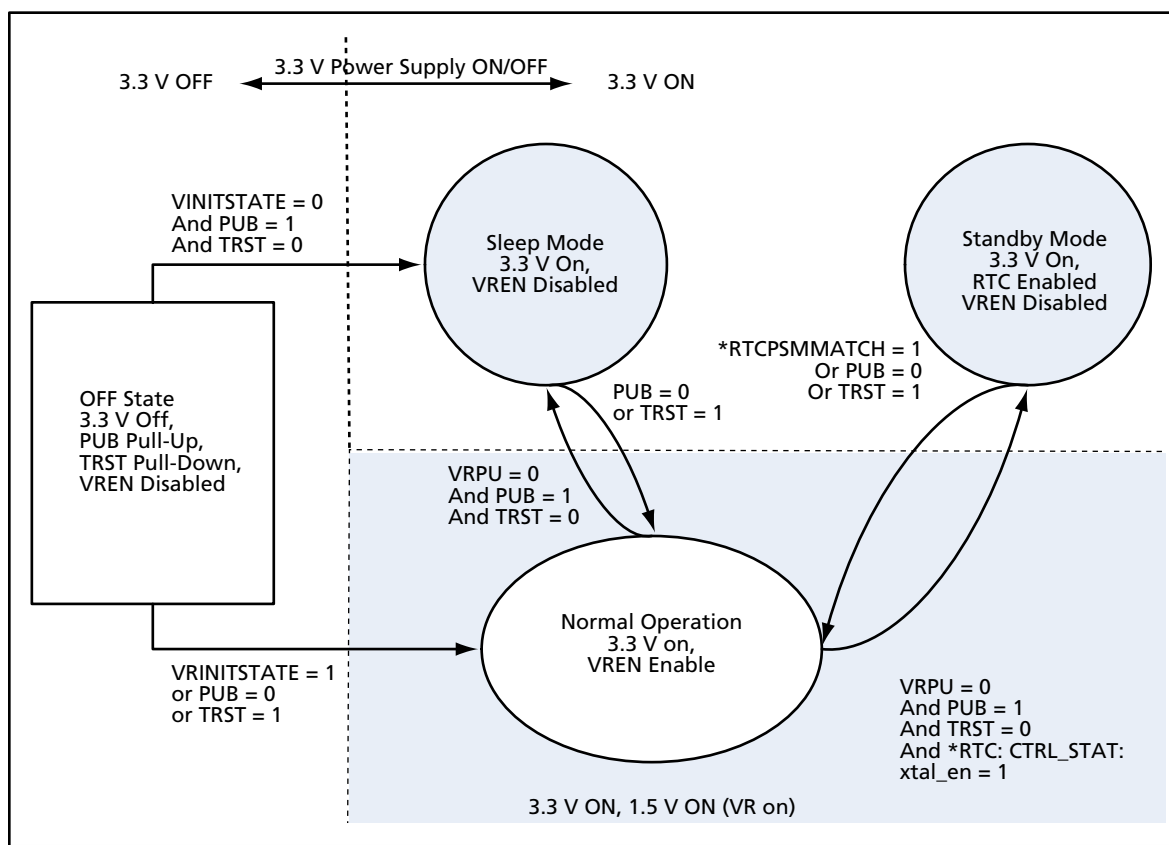 3.3 V OFF
3.3 V Power Supply ON/OFF
3.3 V ON
VINITSTATE = 0
And PUB = 1
And TRST = 0
Sleep Mode
3.3 V On,
VREN Disabled
Standby Mode
3.3 V On,
RTC Enabled
VREN Disabled
*RTCPSMMATCH = 1
Or PUB = 0
Or TRST = 1
PUB = 0
or TRST = 1
OFF State
3.3 V Off,
PUB Pull-Up,
TRST Pull-Down,
VREN Disabled
VRPU = 0
And PUB = 1
And TRST = 0
Normal Operation
3.3 V on,
VREN Enable
VRINITSTATE = 1
or PUB = 0
or TRST = 1
VRPU = 0
And PUB = 1
And TRST = 0
And *RTC: CTRL_STAT:
xtal_en = 1
3.3 V ON, 1.5 V ON (VR on)